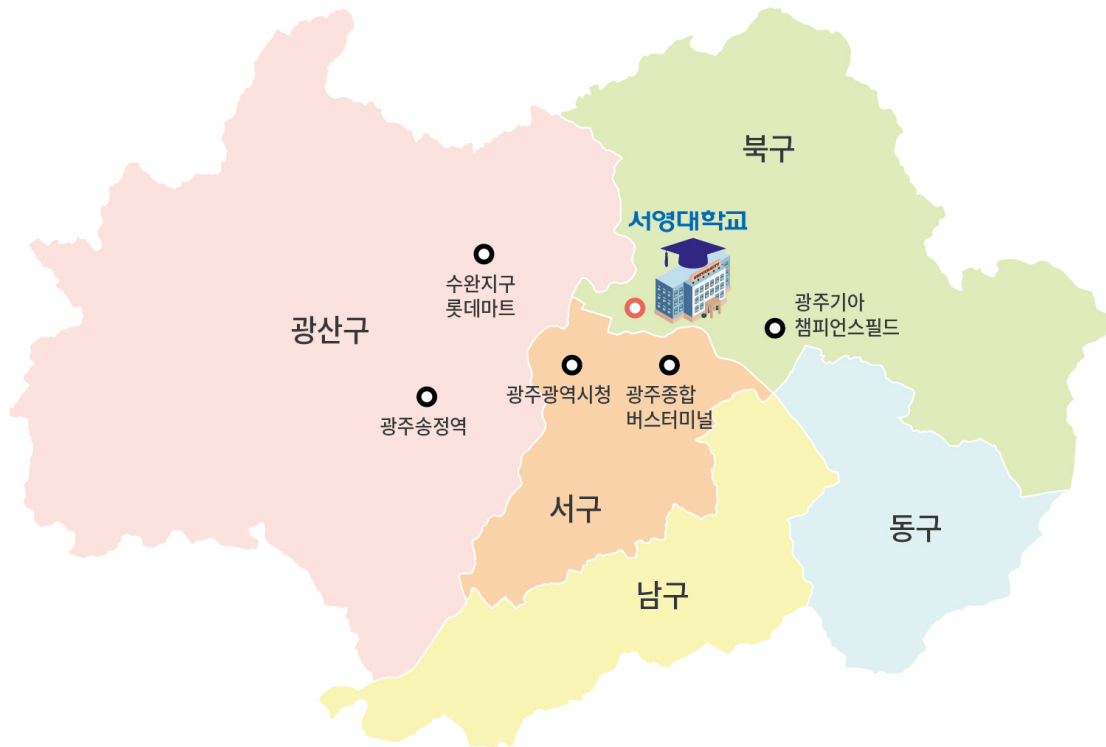 북구
서영대학교
수완지구
롯데마트
광주기아
챔피언스필드
광산구
광주광역시청
광주종합
버스터미널
광주송정역
서구
동구
남구